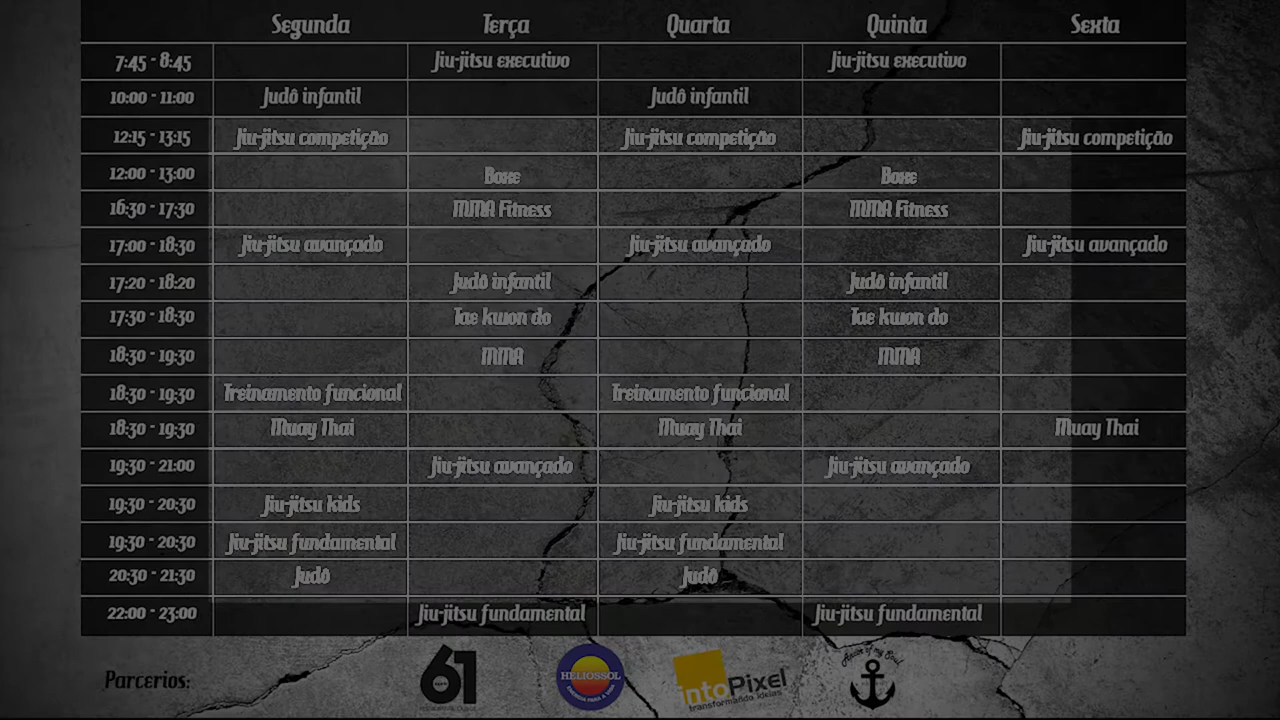 Segunda Terça Quarta Quinta Sexta
7:45 - 8:45 Jiu-jitsu executivo Jiu-jitsu executivo
10:00 - 11:00 Judô infantil Judô infantil
12:15 - 13:15 Jiu-jitsu competição Jiu-jitsu competição Jiu-jitsu competição
12:00 - 13:00 Boxe Boxe
16:30 - 17:30 MMA Fitness MMA Fitness
17:00 - 18:30 Jiu-jitsu avançado Jiu-jitsu avançado Jiu-jitsu avançado
17:20 - 18:20 Judô infantil Judô infantil
17:30 - 18:30 Tae kwon do Tae kwon do
18:30 - 19:30 MMA MMA
18:30 - 19:30 Treinamento funcional Treinamento funcional
18:30 - 19:30 Muay Thai Muay Thai Muay Thai
19:30 - 21:00 Jiu-jitsu avançado Jiu-jitsu avançado
19:30 - 20:30 Jiu-jitsu kids Jiu-jitsu kids
19:30 - 20:30 Jiu-jitsu fundamental Jiu-jitsu fundamental
20:30 - 21:30 Judô Judô
22:00 - 23:00 Jiu-jitsu fundamental Jiu-jitsu fundamental
Parcerios:
61
HELIOSSOL
ENERGIA PARA A VIDA
intoPixel
transformando ideias
of my Soul